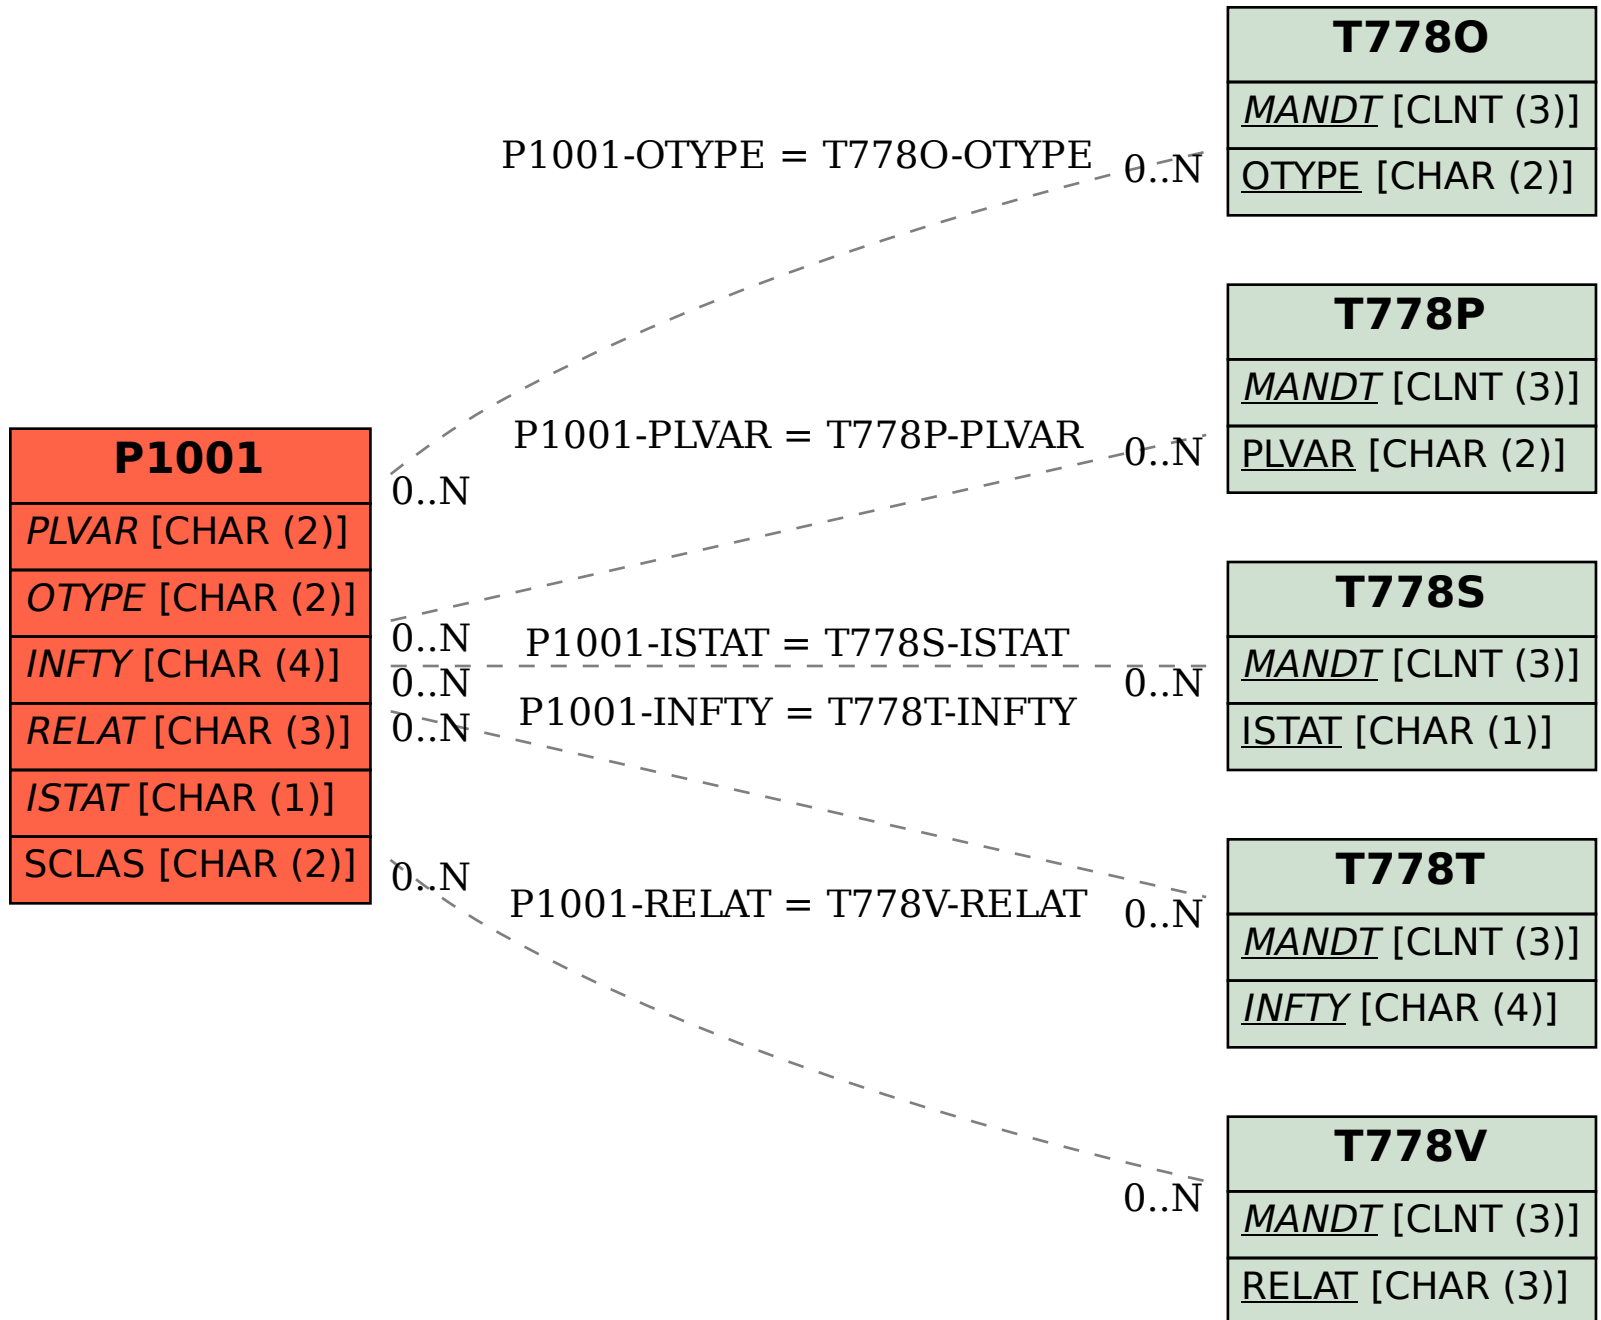 P1001
PLVAR [CHAR (2)]
OTYPE [CHAR (2)]
INFTY [CHAR (4)]
RELAT [CHAR (3)]
ISTAT [CHAR (1)]
SCLAS [CHAR (2)]
P1001-OTYPE = T778O-OTYPE
0..N
0..N
P1001-PLVAR = T778P-PLVAR
0..N
0..N
P1001-ISTAT = T778S-ISTAT
0..N
0..N
P1001-INFTY = T778T-INFTY
0..N
0..N
P1001-RELAT = T778V-RELAT
0..N
0..N
T778O
MANDT [CLNT (3)]
OTYPE [CHAR (2)]
T778P
MANDT [CLNT (3)]
PLVAR [CHAR (2)]
T778S
MANDT [CLNT (3)]
ISTAT [CHAR (1)]
T778T
MANDT [CLNT (3)]
INFTY [CHAR (4)]
T778V
MANDT [CLNT (3)]
RELAT [CHAR (3)]